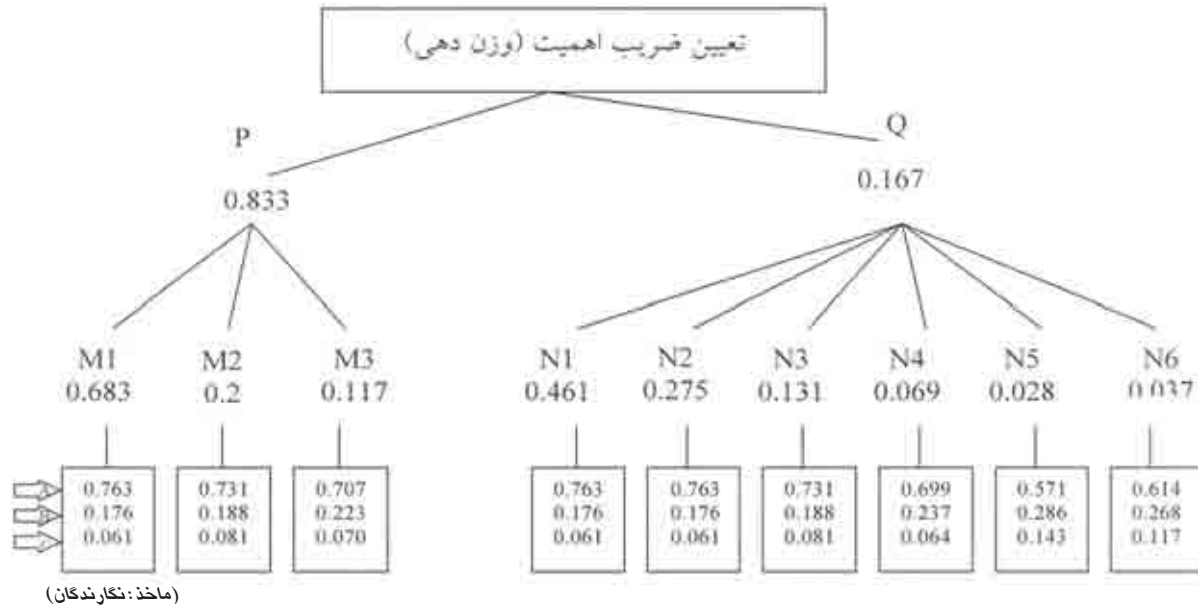 تعیین ضریب اهمیت (وزن دهی)
P Q
0.833 0.167
M1 M2 M3 N1 N2 N3 N4 N5 N6
0.683 0.2 0.117 0.461 0.275 0.131 0.069 0.028 0.037
0.763 0.731 0.707 0.763 0.763 0.731 0.699 0.571 0.614
0.176 0.188 0.223 0.176 0.176 0.188 0.237 0.286 0.268
0.061 0.081 0.070 0.061 0.061 0.081 0.064 0.143 0.117
(ماخذ: نگارندگان)